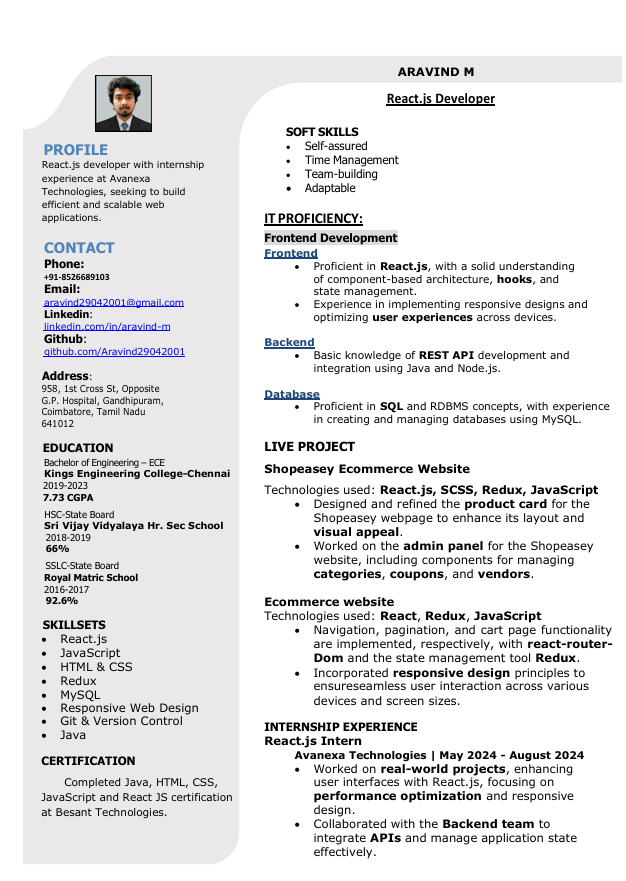 ARAVIND M
React.js Developer
PROFILE
React.js developer with internship
experience at Avanexa
Technologies, seeking to build
efficient and scalable web
applications.
CONTACT
Phone:
+91-8526689103
Email:
aravind29042001@gmail.com
Linkedin:
linkedin.com/in/aravind-m
Github:
github.com/Aravind29042001
Address:
958, 1st Cross St, Opposite
G.P. Hospital, Gandhipuram,
Coimbatore, Tamil Nadu
641012
EDUCATION
Bachelor of Engineering – ECE
Kings Engineering College-Chennai
2019-2023
7.73 CGPA
HSC-State Board
Sri Vijay Vidyalaya Hr. Sec School
2018-2019
66%
SSLC-State Board
Royal Matric School
2016-2017
92.6%
SKILLSETS
• React.js
• JavaScript
• HTML & CSS
• Redux
• MySQL
• Responsive Web Design
• Git & Version Control
• Java
CERTIFICATION
Completed Java, HTML, CSS,
JavaScript and React JS certification
at Besant Technologies.
SOFT SKILLS
• Self-assured
• Time Management
• Team-building
• Adaptable
IT PROFICIENCY:
Frontend Development
Frontend
• Proficient in React.js, with a solid understanding
of component-based architecture, hooks, and
state management.
• Experience in implementing responsive designs and
optimizing user experiences across devices.
Backend
• Basic knowledge of REST API development and
integration using Java and Node.js.
Database
• Proficient in SQL and RDBMS concepts, with experience
in creating and managing databases using MySQL.
LIVE PROJECT
Shopeasy Ecommerce Website
Technologies used: React.js, SCSS, Redux, JavaScript
• Designed and refined the product card for the
Shopeasy webpage to enhance its layout and
visual appeal.
• Worked on the admin panel for the Shopeasy
website, including components for managing
categories, coupons, and vendors.
Ecommerce website
Technologies used: React, Redux, JavaScript
• Navigation, pagination, and cart page functionality
are implemented, respectively, with react-router-
Dom and the state management tool Redux.
• Incorporated responsive design principles to
ensureseamless user interaction across various
devices and screen sizes.
INTERNSHIP EXPERIENCE
React.js Intern
Avanexa Technologies | May 2024 - August 2024
• Worked on real-world projects, enhancing
user interfaces with React.js, focusing on
performance optimization and responsive
design.
• Collaborated with the Backend team to
integrate APIs and manage application state
effectively.